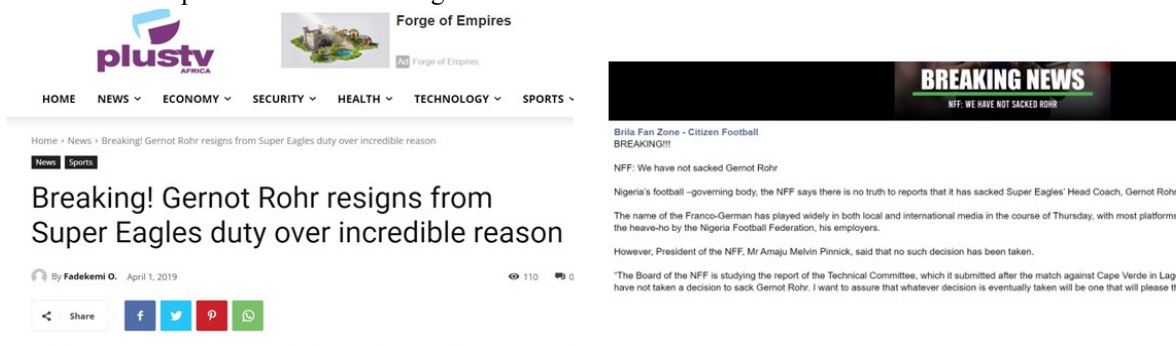 plustv
AFRICA
Forge of Empires
Ad Forge of Empires
HOME NEWS ECONOMY SECURITY HEALTH TECHNOLOGY SPORTS
Home › News › Breaking! Gernot Rohr resigns from Super Eagles duty over incredible reason
News Sports
Breaking! Gernot Rohr resigns from
Super Eagles duty over incredible reason
By Fadekemi O. April 1, 2019 110 0
Share
BREAKING NEWS
NFF: WE HAVE NOT SACKED ROHR
Brila Fan Zone - Citizen Football
BREAKING!!!
NFF: We have not sacked Gernot Rohr
Nigeria's football –governing body, the NFF says there is no truth to reports that it has sacked Super Eagles' Head Coach, Gernot Rohr
The name of the Franco-German has played widely in both local and international media in the course of Thursday, with most platforms
the heave-ho by the Nigeria Football Federation, his employers.
However, President of the NFF, Mr Amaju Melvin Pinnick, said that no such decision has been taken.
"The Board of the NFF is studying the report of the Technical Committee, which it submitted after the match against Cape Verde in Lag
have not taken a decision to sack Gernot Rohr. I want to assure that whatever decision is eventually taken will be one that will please